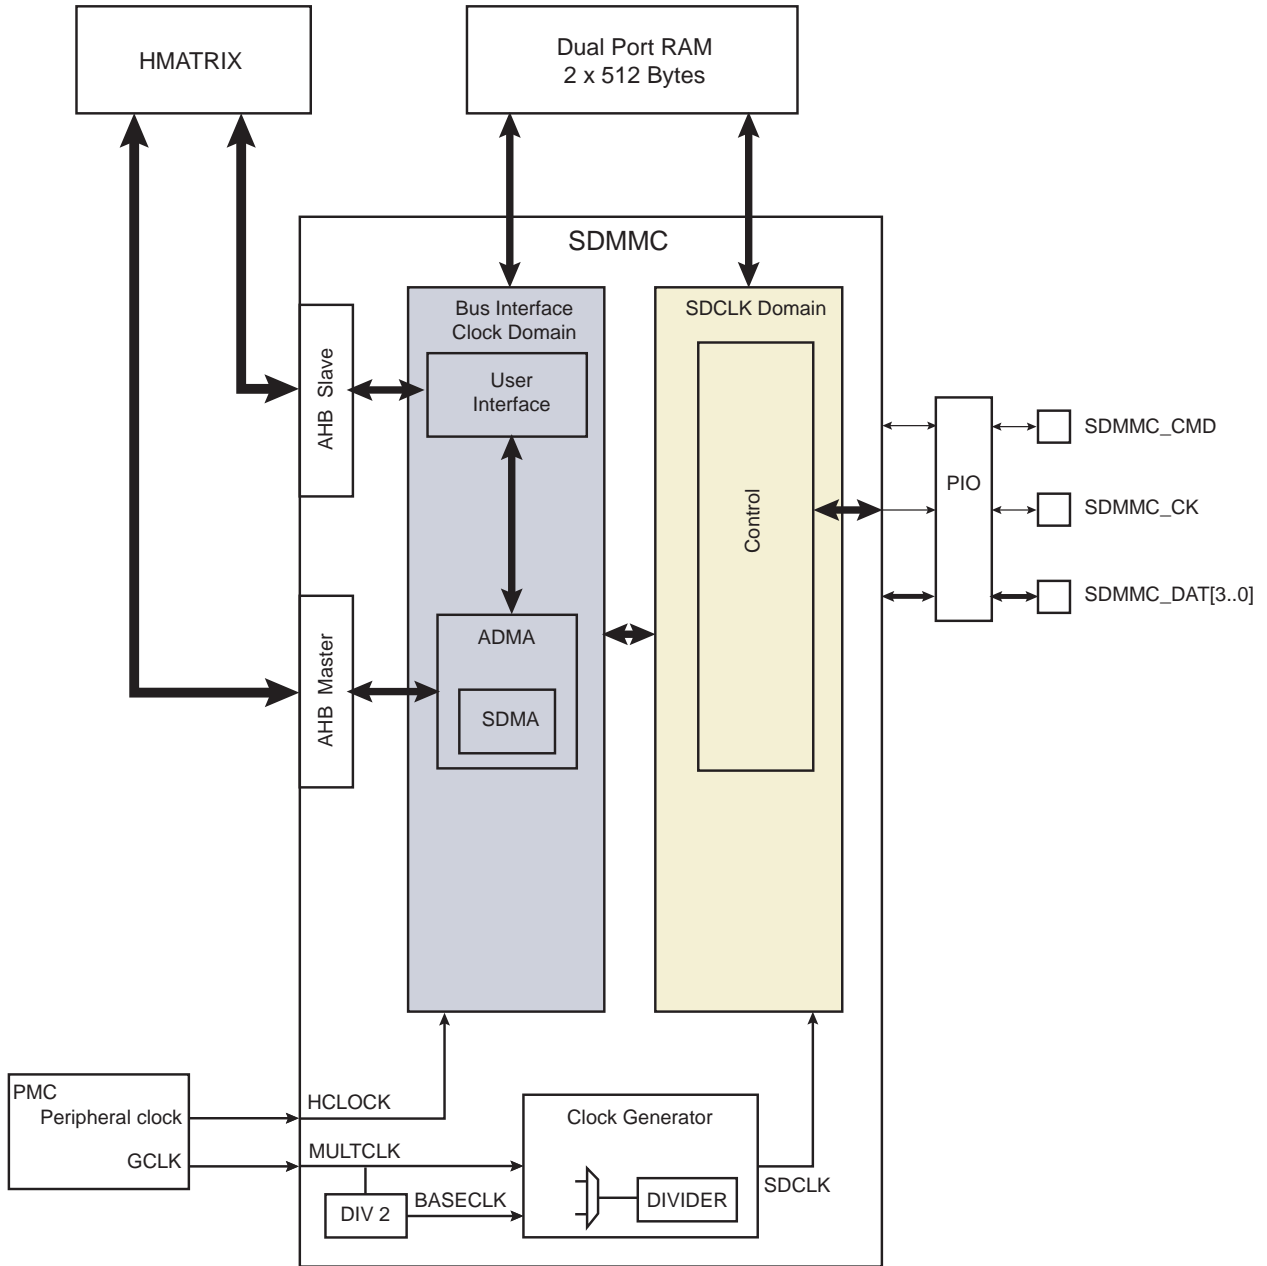 HMATRIX
Dual Port RAM
2 x 512 Bytes
SDMMC
Bus Interface
Clock Domain
SDCLK Domain
AHB Slave
User
Interface
Control
PIO
SDMMC_CMD
SDMMC_CK
SDMMC_DAT[3..0]
AHB Master
ADMA
SDMA
PMC
Peripheral clock
GCLK
HCLOCK
MULTCLK
DIV 2
BASECLK
Clock Generator
DIVIDER
SDCLK